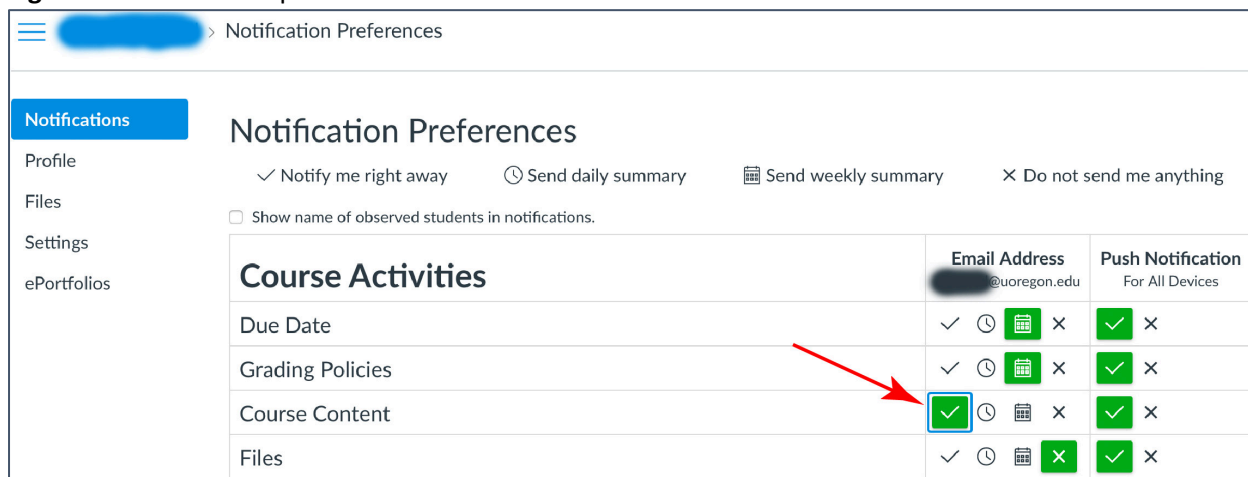 Notification Preferences
Notifications
Profile
Files
Settings
ePortfolios
Notification Preferences
Notify me right away Send daily summary Send weekly summary Do not send me anything
Show name of observed students in notifications.
Course Activities
Email Address
@uoregon.edu
Push Notification
For All Devices
Due Date
Grading Policies
Course Content
Files